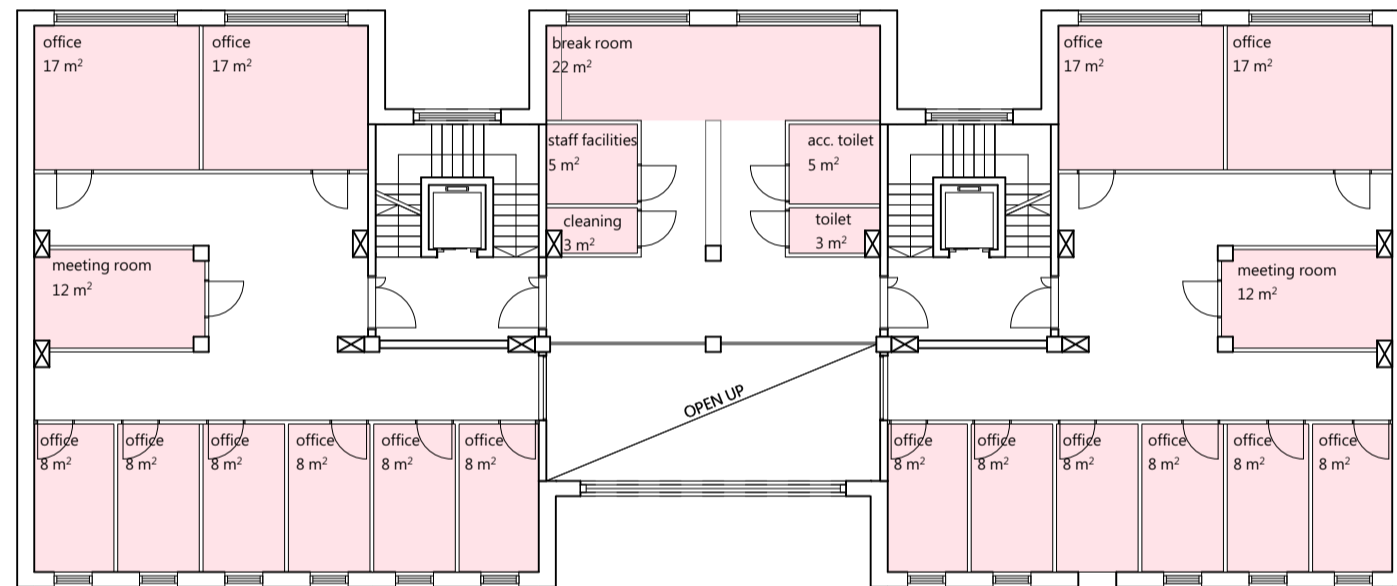 office
17 m²
office
17 m²
break room
22 m²
office
17 m²
office
17 m²
staff facilities
5 m²
acc. toilet
5 m²
cleaning
3 m²
toilet
3 m²
meeting room
12 m²
meeting room
12 m²
OPEN UP
office
8 m²
office
8 m²
office
8 m²
office
8 m²
office
8 m²
office
8 m²
office
8 m²
office
8 m²
office
8 m²
office
8 m²
office
8 m²
office
8 m²